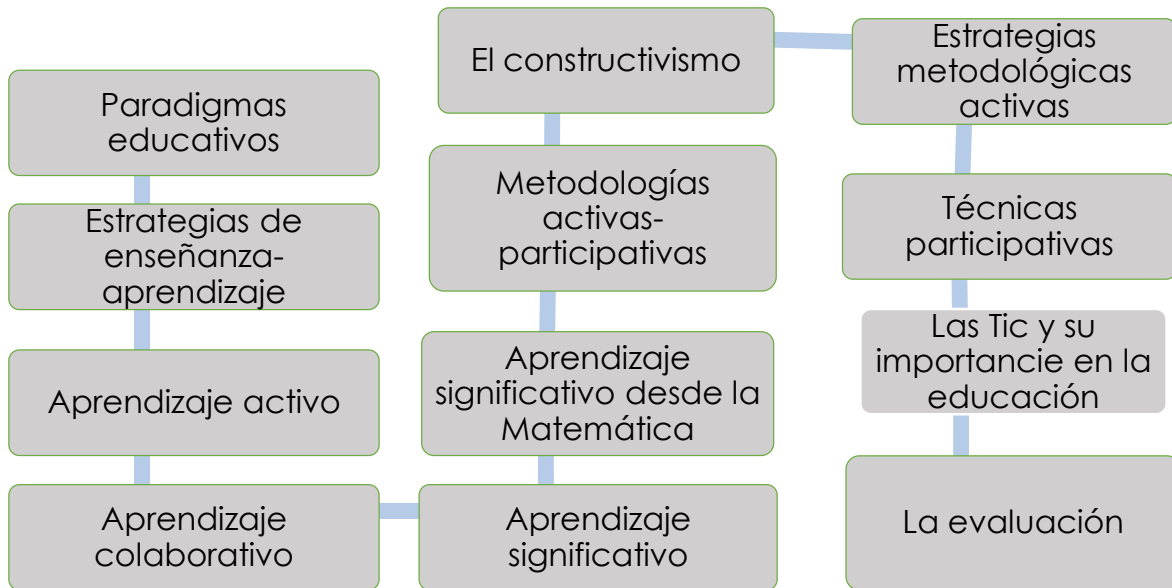 Paradigmas
educativos
Estrategias de
enseñanza-
aprendizaje
Aprendizaje activo
Aprendizaje
colaborativo
Aprendizaje
significativo
Aprendizaje
significativo desde la
Matemática
Metodologías
activas-
participativas
El constructivismo
Estrategias
metodológicas
activas
Técnicas
participativas
Las Tic y su
importancie en la
educación
La evaluación